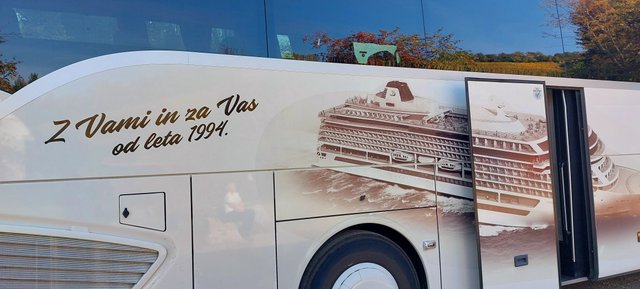 Z Vami in za Vas
od leta 1994.